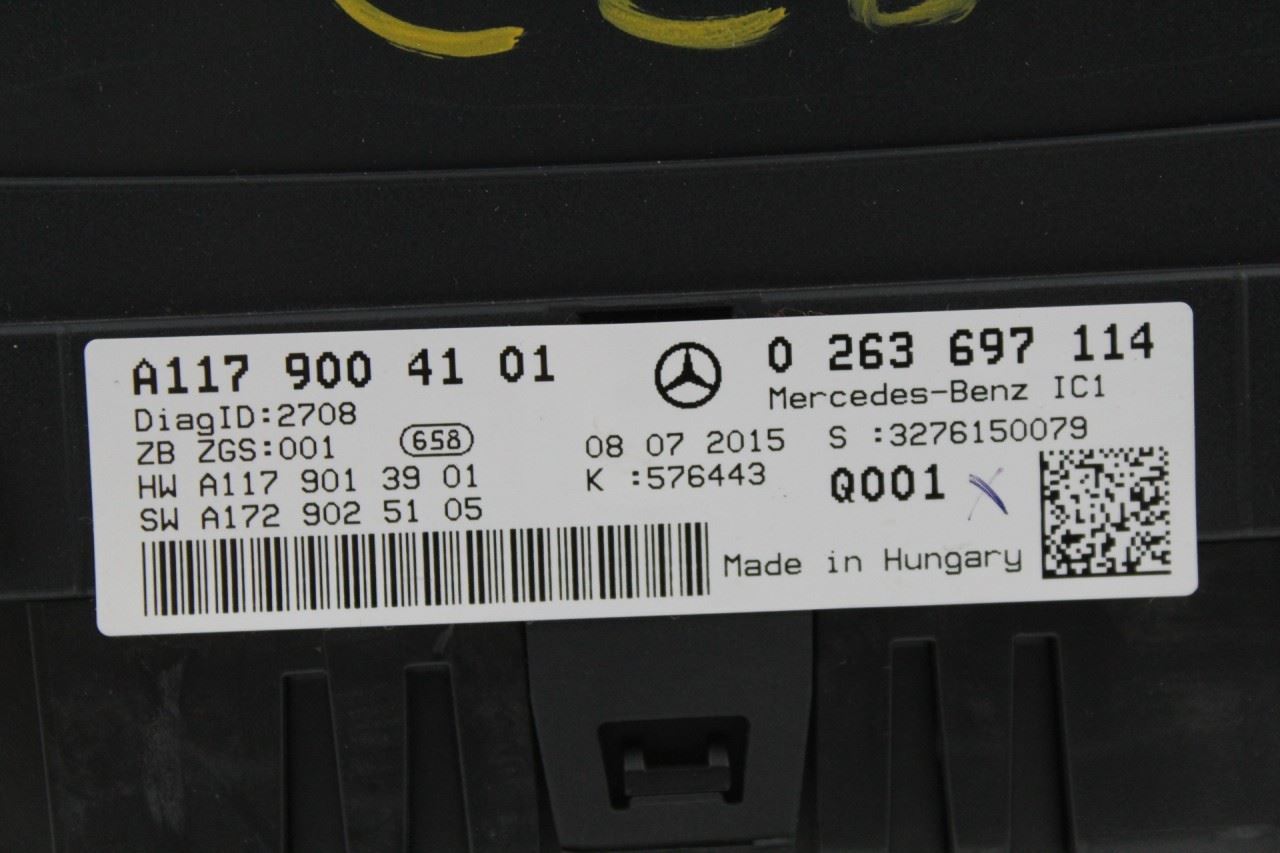 A117 900 41 01
0 263 697 114
Mercedes-Benz IC1
DiagID:2708
ZB ZGS:001 658
08 07 2015 S :3276150079
HW A117 901 39 01
K :576443 Q001
SW A172 902 51 05
Made in Hungary